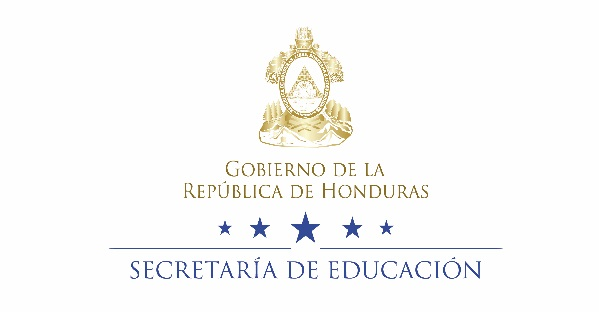 GOBIERNO DE LA
REPÚBLICA DE HONDURAS
SECRETARÍA DE EDUCACIÓN